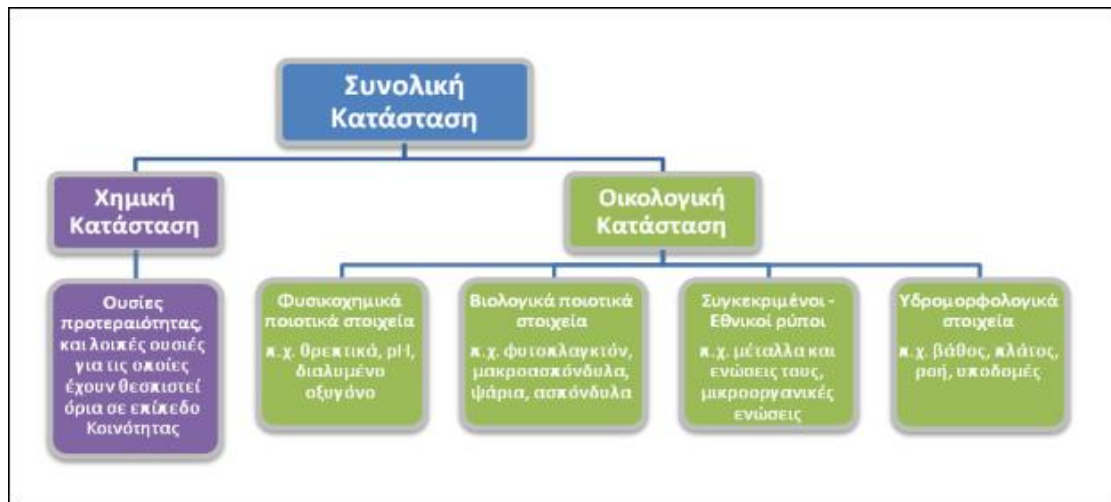 Συνολική
Κατάσταση
Χημική
Κατάσταση
Οικολογική
Κατάσταση
Ουσίες
προτεραιότητας,
και λοιπές ουσιές
για τις οποίες
έχουν θεσπιστεί
όρια σε επίπεδο
Κοινότητας
Φυσικοχημικά
ποιοτικά στοιχεία
π.χ. θρεπτικά, pH,
διαλυμένο
οξυγόνο
Βιολογικά ποιοτικά
στοιχεία
π.χ. φυτοπλαγκτόν,
μακροασπόνδυλα,
ψάρια, ασπόνδυλα
Συγκεκριμένοι -
Εθνικοί ρύποι
π.χ. μέταλλα και
ενώσεις τους,
μικροοργανικές
ενώσεις
Υδρομορφολογικά
στοιχεία
π.χ. βάθος, πλάτος,
ροή, υποδομές